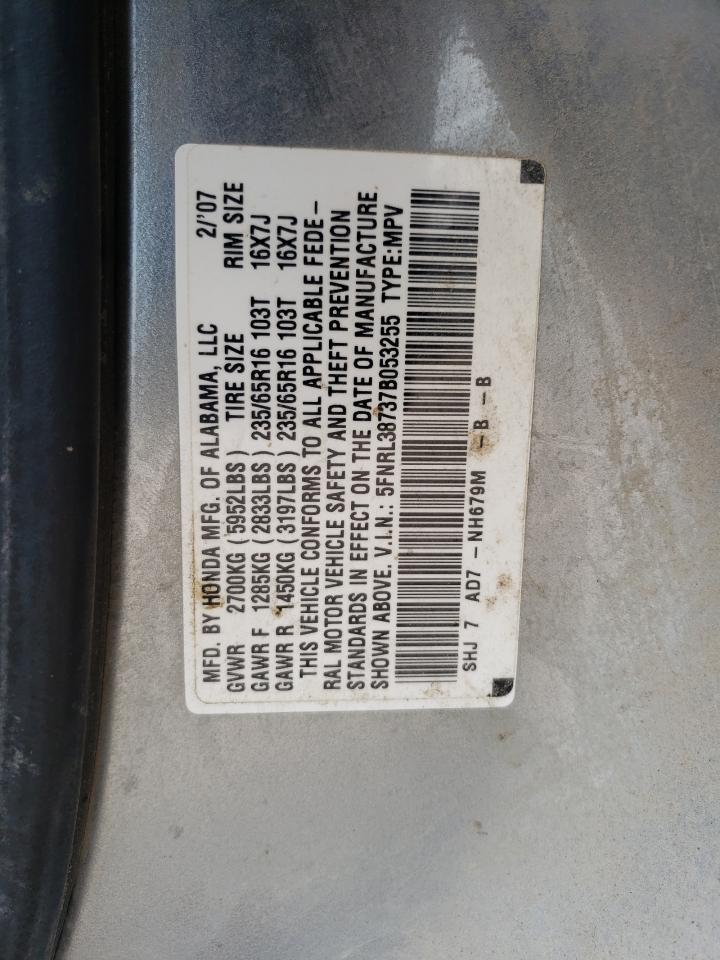 MFD. BY HONDA MFG. OF ALABAMA, LLC 2/'07
GVWR 2700KG (5952LBS) TIRE SIZE RIM SIZE
GAWR F 1285KG (2833LBS) 235/65R16 103T 16X7J
GAWR R 1450KG (3197LBS) 235/65R16 103T 16X7J
THIS VEHICLE CONFORMS TO ALL APPLICABLE FEDE-
RAL MOTOR VEHICLE SAFETY AND THEFT PREVENTION
STANDARDS IN EFFECT ON THE DATE OF MANUFACTURE
SHOWN ABOVE. V.I.N.: 5FNRL38737B053255 TYPE:MPV
SHJ 7 AD7 -NH679M -B -B